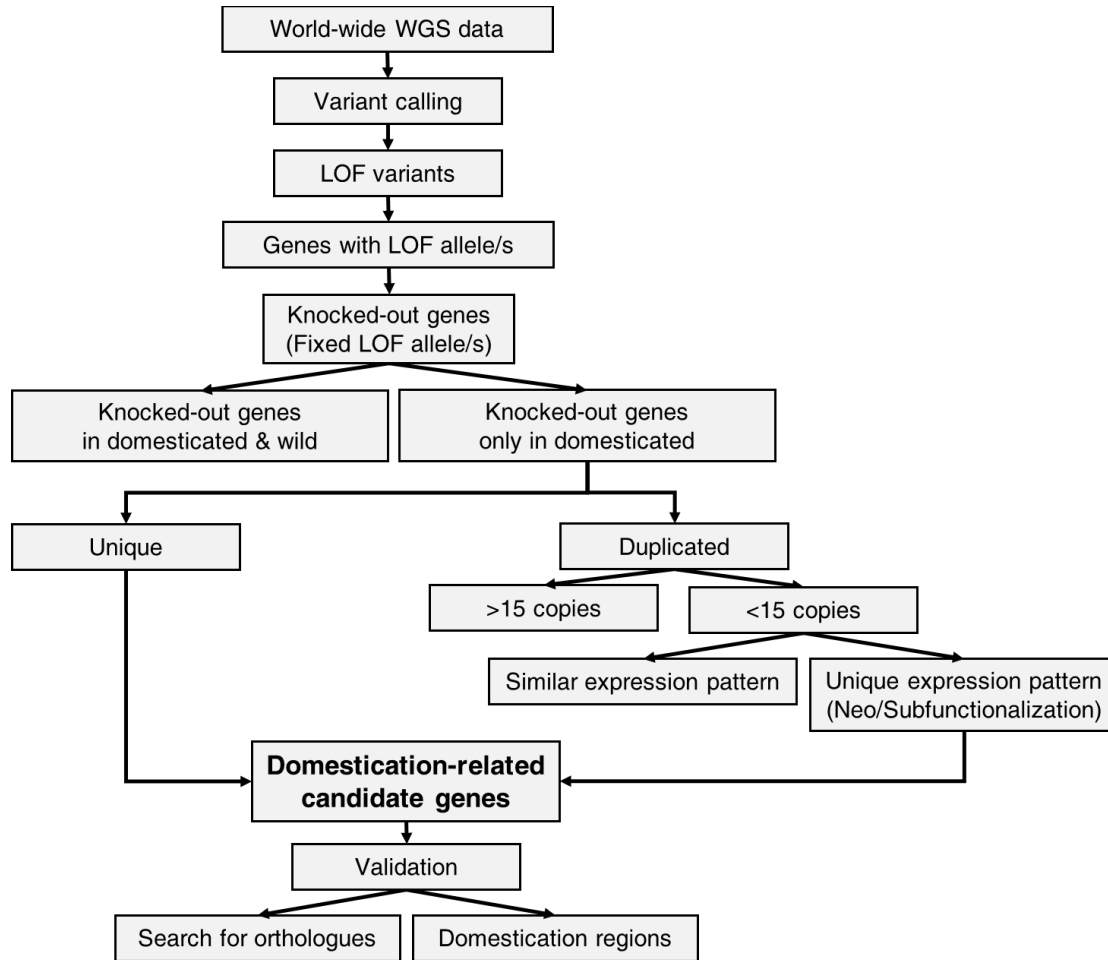 World-wide WGS data
Variant calling
LOF variants
Genes with LOF allele/s
Knocked-out genes
(Fixed LOF allele/s)
Knocked-out genes
in domesticated & wild
Knocked-out genes
only in domesticated
Unique
Duplicated
>15 copies
<15 copies
Similar expression pattern
Unique expression pattern
(Neo/Subfunctionalization)
Domestication-related
candidate genes
Validation
Search for orthologues
Domestication regions